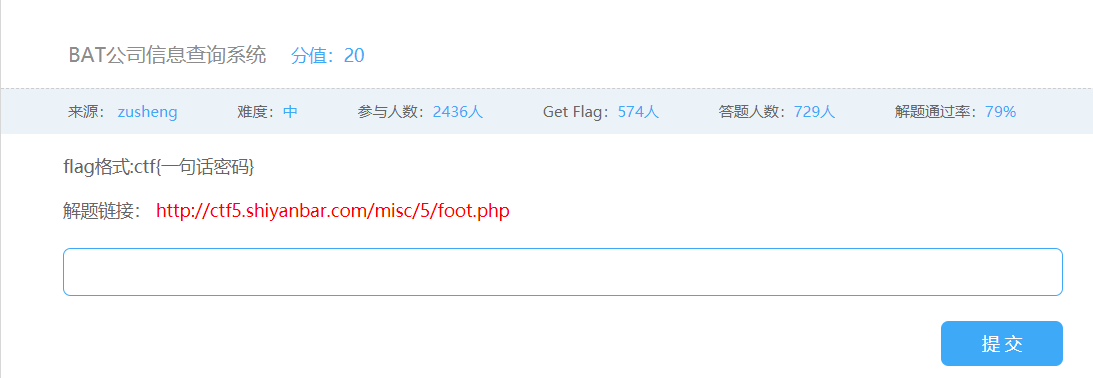 BAT公司信息查询系统 分值：20
来源： zusheng 难度：中 参与人数：2436人 Get Flag：574人 答题人数：729人 解题通过率：79%
flag格式:ctf{一句话密码}
解题链接： http://ctf5.shiyanbar.com/misc/5/foot.php
提交